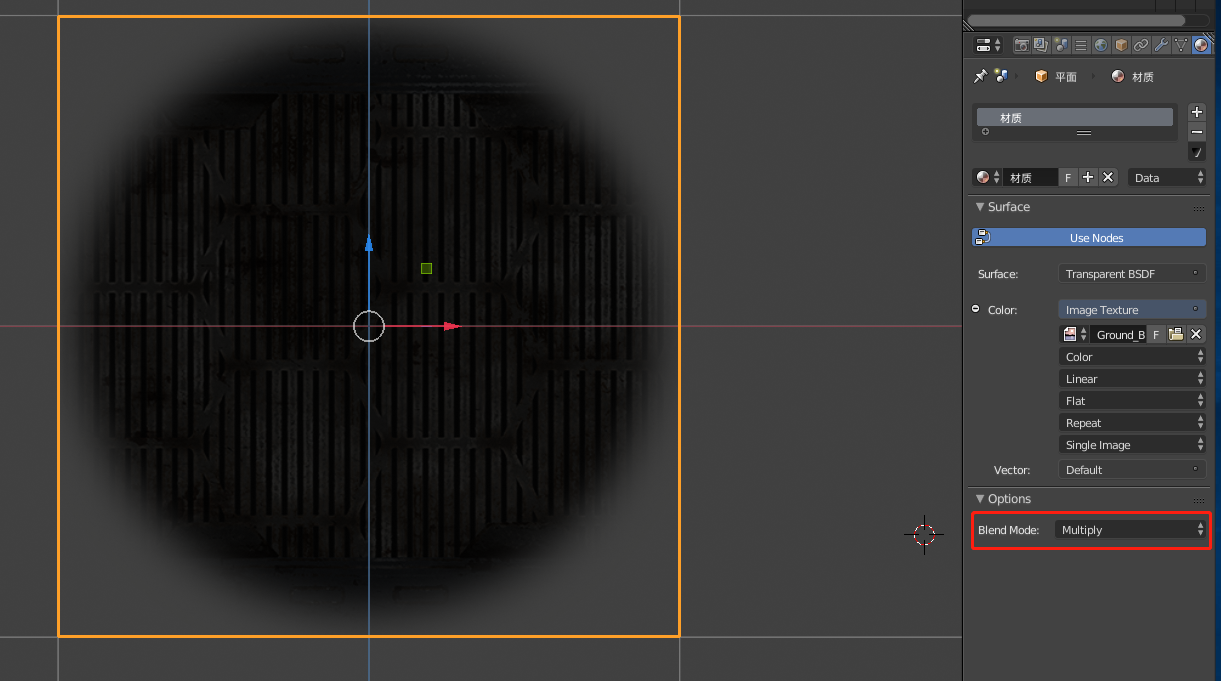 平面
材质
材质
材质
F
Data
Surface
Use Nodes
Surface:
Transparent BSDF
Color:
Image Texture
Ground_B
F
Color
Linear
Flat
Repeat
Single Image
Vector:
Default
Options
Blend Mode:
Multiply